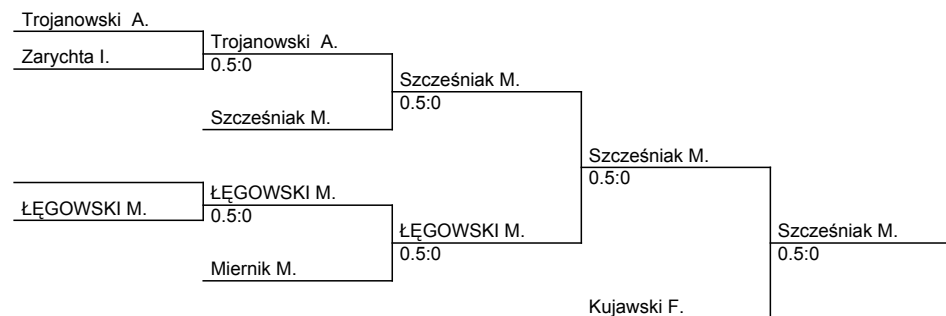 Trojanowski  A.
Zarychta I.
Trojanowski  A.
0.5:0
Szcześniak M.
Szcześniak M.
0.5:0
ŁĘGOWSKI M.
ŁĘGOWSKI M.
0.5:0
Miernik M.
ŁĘGOWSKI M.
0.5:0
Szcześniak M.
0.5:0
Kujawski F.
Szcześniak M.
0.5:0